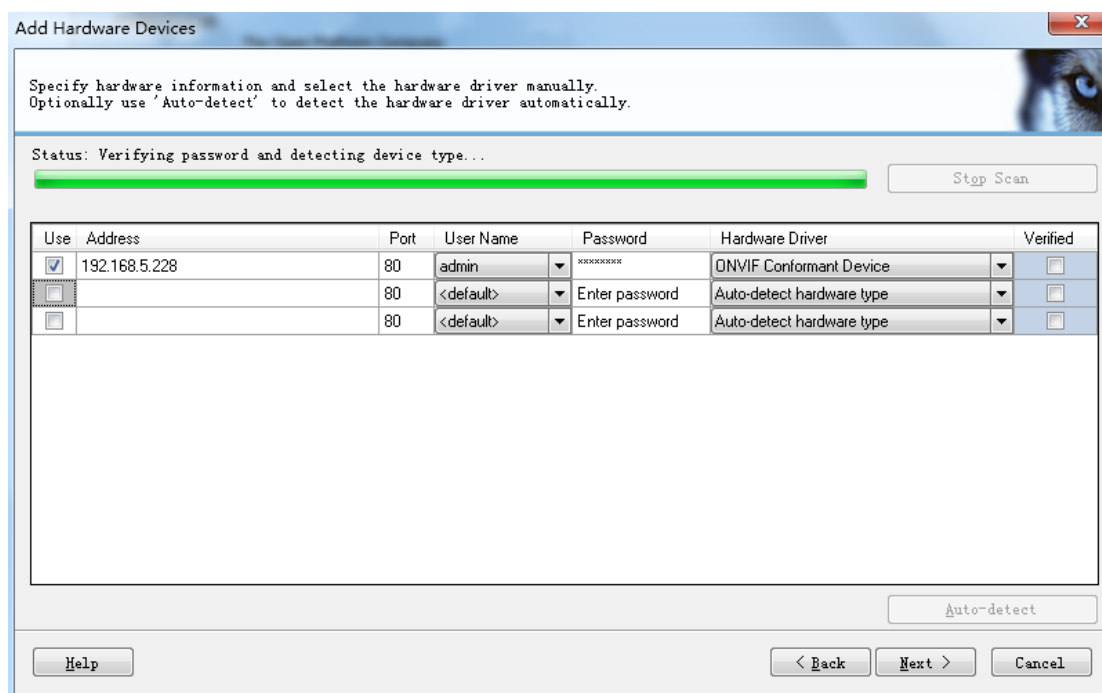 Add Hardware Devices
Specify hardware information and select the hardware driver manually.
Optionally use 'Auto-detect' to detect the hardware driver automatically.
Status: Verifying password and detecting device type...
Stop Scan
Use Address Port User Name Password Hardware Driver Verified
192.168.5.228 80 admin ******** ONVIF Conformant Device
80 <default> Enter password Auto-detect hardware type
80 <default> Enter password Auto-detect hardware type
Auto-detect
Help < Back Next > Cancel